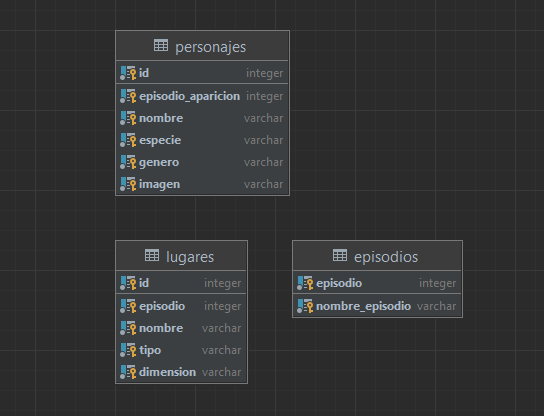 personajes
id integer
episodio_aparicion integer
nombre varchar
especie varchar
genero varchar
imagen varchar
lugares
id integer
episodio integer
nombre varchar
tipo varchar
dimension varchar
episodios
episodio integer
nombre_episodio varchar